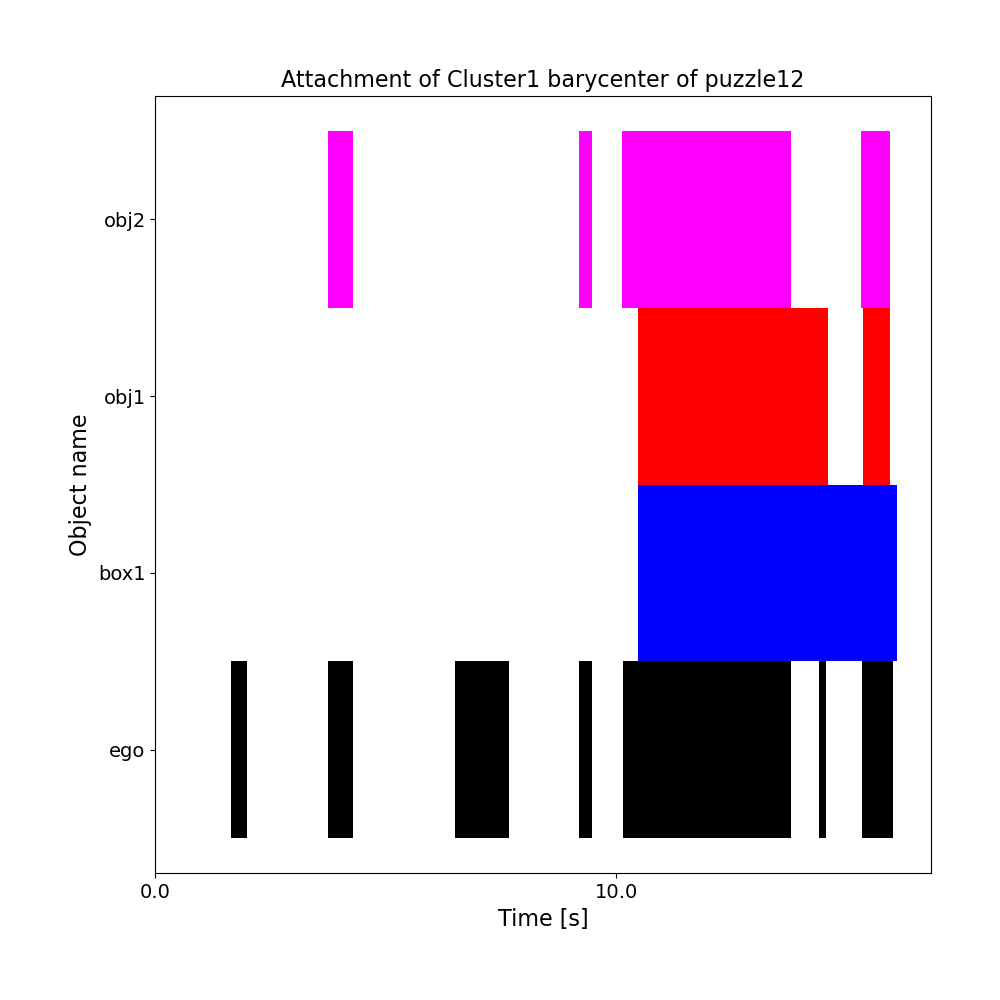 Attachment of Cluster1 barycenter of puzzle12
obj2
obj1
box1
ego
Object name
0.0
10.0
Time [s]